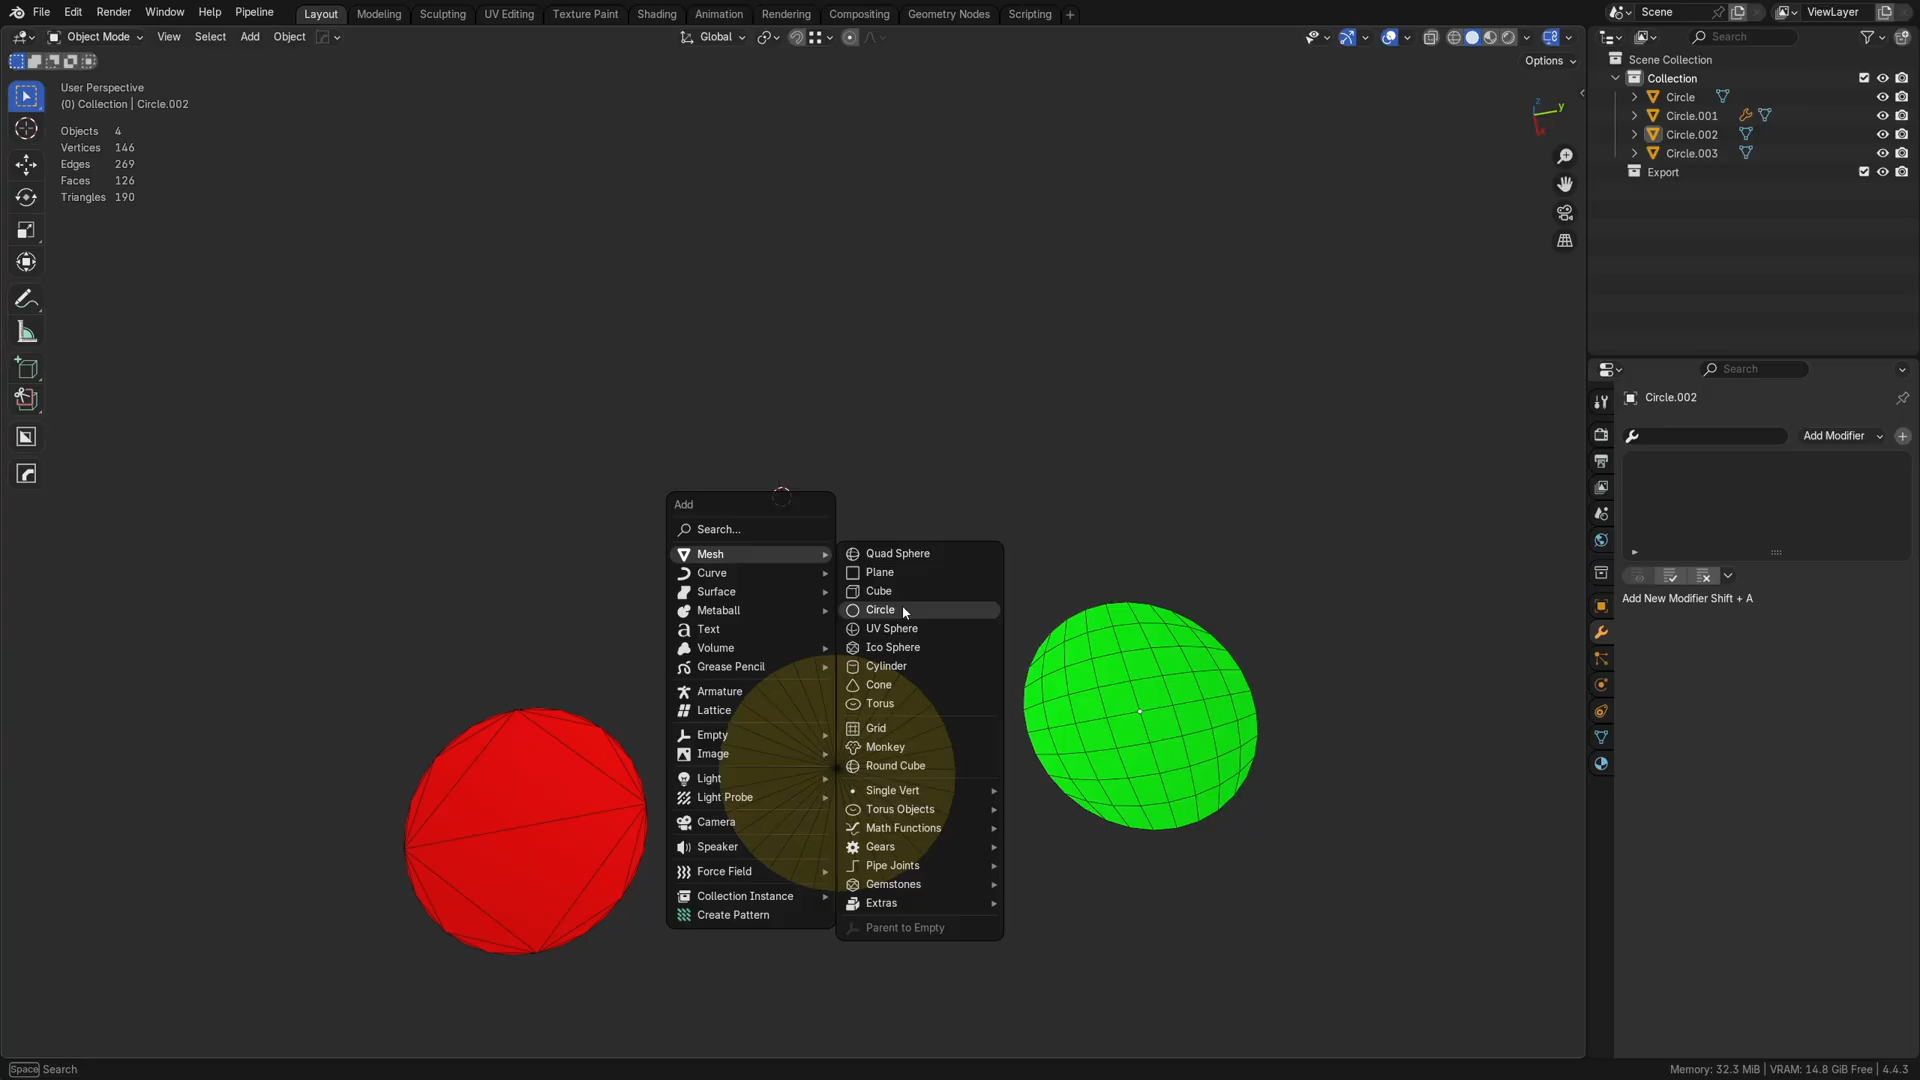 File Edit Render Window Help Pipeline Layout Modeling Sculpting UV Editing Texture Paint Shading Animation Rendering Compositing Geometry Nodes Scripting + Scene ViewLayer
Object Mode View Select Add Object Global Search
Options
User Perspective
(0) Collection | Circle.002
Objects 4
Vertices 146
Edges 269
Faces 126
Triangles 190
z
y
x
Scene Collection
Collection
Circle
Circle.001
Circle.002
Circle.003
Export
Search
Circle.002
Add Modifier
Add New Modifier Shift + A
Add
Search...
Mesh
Curve
Surface
Metaball
Text
Volume
Grease Pencil
Armature
Lattice
Empty
Image
Light
Light Probe
Camera
Speaker
Force Field
Collection Instance
Create Pattern
Quad Sphere
Plane
Cube
Circle
UV Sphere
Ico Sphere
Cylinder
Cone
Torus
Grid
Monkey
Round Cube
Single Vert
Torus Objects
Math Functions
Gears
Pipe Joints
Gemstones
Extras
Parent to Empty
Space Search
Memory: 32.3 MiB | VRAM: 14.8 GiB Free | 4.4.3